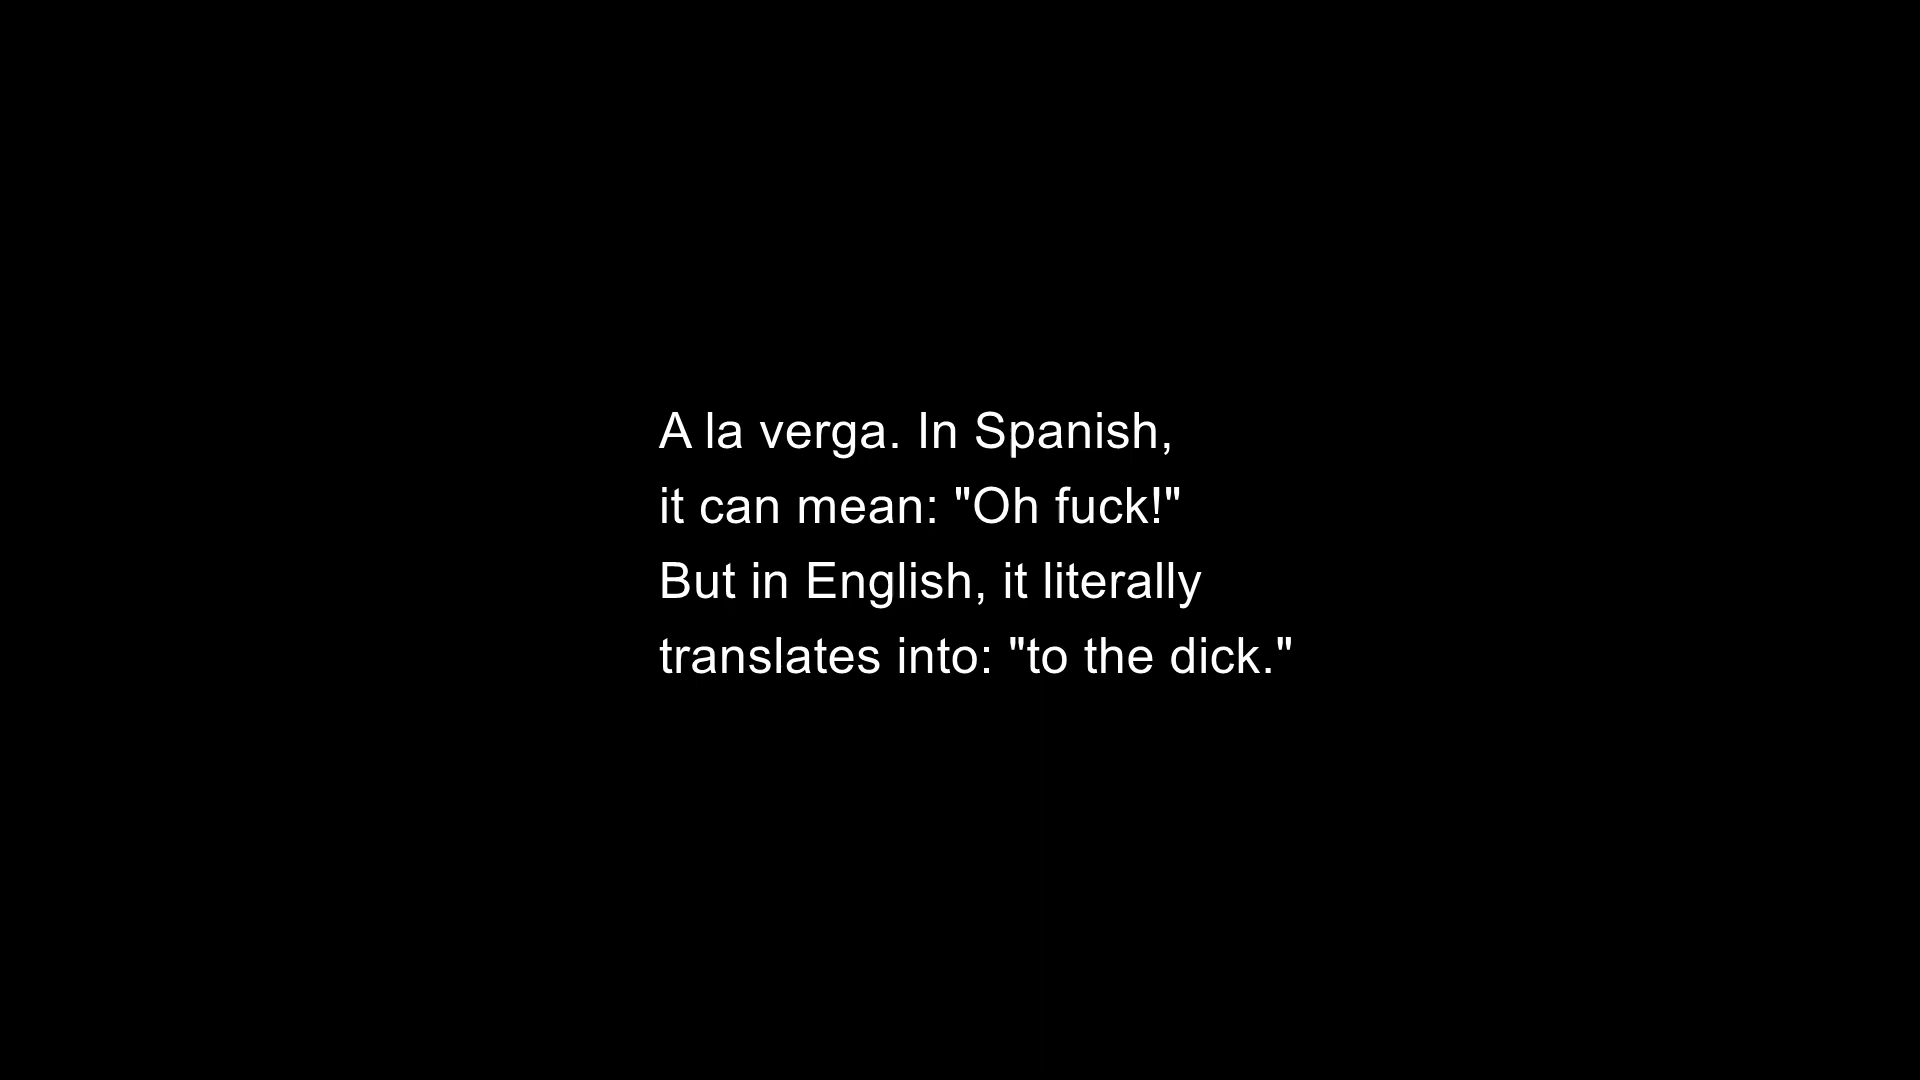 A la verga. In Spanish,
it can mean: "Oh fuck!"
But in English, it literally
translates into: "to the dick."